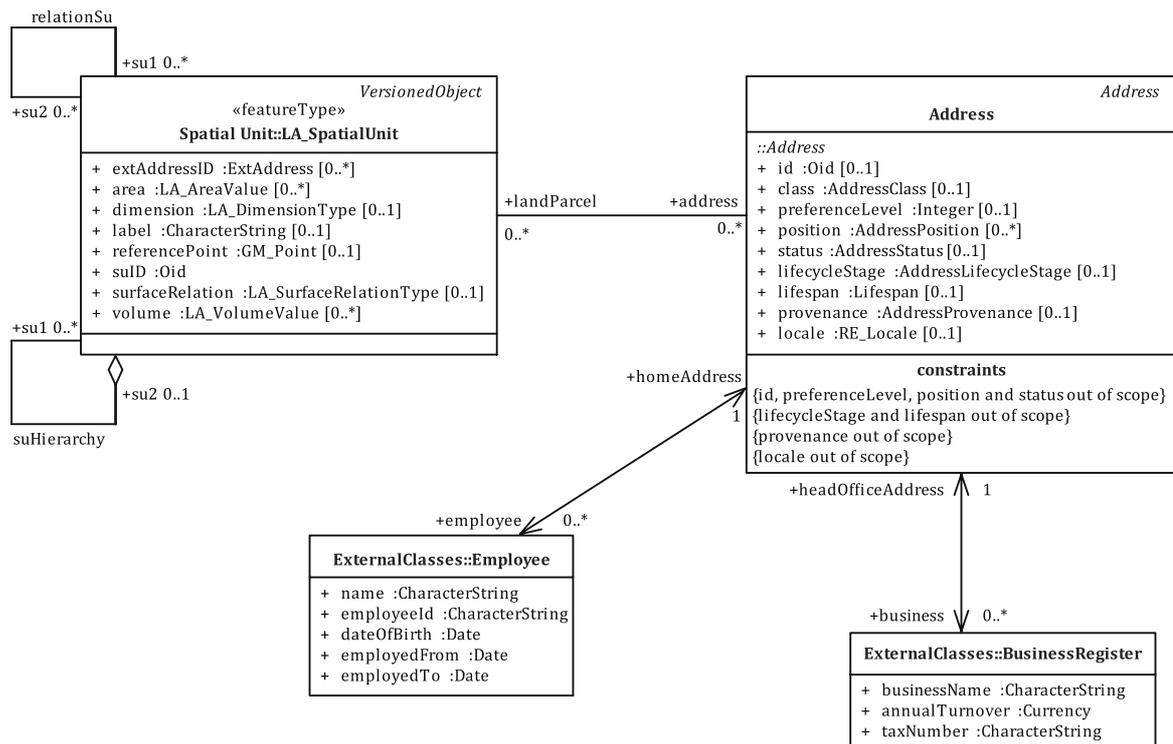 relationSu
+su1 0..*
+su2 0..*
VersionedObject
«featureType»
Spatial Unit::LA_SpatialUnit
+ extAddressID :ExtAddress [0..*]
+ area :LA_AreaValue [0..*]
+ dimension :LA_DimensionType [0..1]
+ label :CharacterString [0..1]
+ referencePoint :GM_Point [0..1]
+ suID :Oid
+ surfaceRelation :LA_SurfaceRelationType [0..1]
+ volume :LA_VolumeValue [0..*]
+su1 0..*
+su2 0..1
suHierarchy
+landParcel
0..*
+address
0..*
Address
Address
::Address
+ id :Oid [0..1]
+ class :AddressClass [0..1]
+ preferenceLevel :Integer [0..1]
+ position :AddressPosition [0..*]
+ status :AddressStatus [0..1]
+ lifecycleStage :AddressLifecycleStage [0..1]
+ lifespan :Lifespan [0..1]
+ provenance :AddressProvenance [0..1]
+ locale :RE_Locale [0..1]
constraints
{id, preferenceLevel, position and status out of scope}
{lifecycleStage and lifespan out of scope}
{provenance out of scope}
{locale out of scope}
+homeAddress
1
+employee
0..*
ExternalClasses::Employee
+ name :CharacterString
+ employeeId :CharacterString
+ dateOfBirth :Date
+ employedFrom :Date
+ employedTo :Date
+headOfficeAddress
1
+business
0..*
ExternalClasses::BusinessRegister
+ businessName :CharacterString
+ annualTurnover :Currency
+ taxNumber :CharacterString